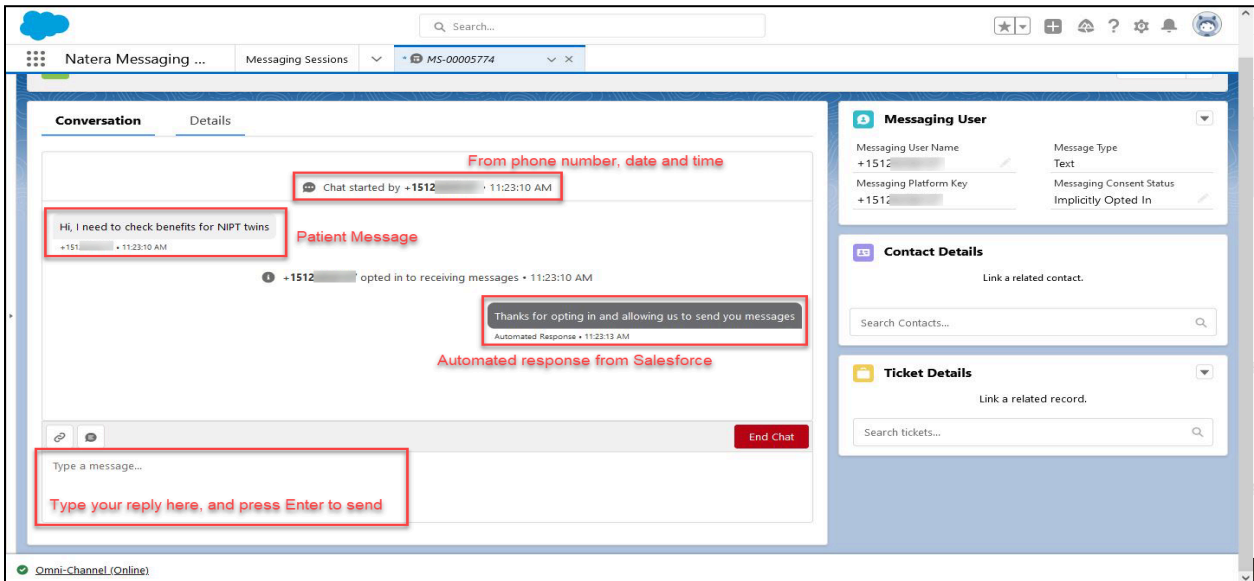 Search...
Natera Messaging ...
Messaging Sessions
* MS-00005774
Conversation
Details
From phone number, date and time
Chat started by +1512 • 11:23:10 AM
Hi, I need to check benefits for NIPT twins
+151 • 11:23:10 AM
Patient Message
+1512 opted in to receiving messages • 11:23:10 AM
Thanks for opting in and allowing us to send you messages
Automated Response • 11:23:13 AM
Automated response from Salesforce
End Chat
Type a message...
Type your reply here, and press Enter to send
Messaging User
Messaging User Name
+1512
Message Type
Text
Messaging Platform Key
+1512
Messaging Consent Status
Implicitly Opted In
Contact Details
Link a related contact.
Search Contacts...
Ticket Details
Link a related record.
Search tickets...
Omni-Channel (Online)